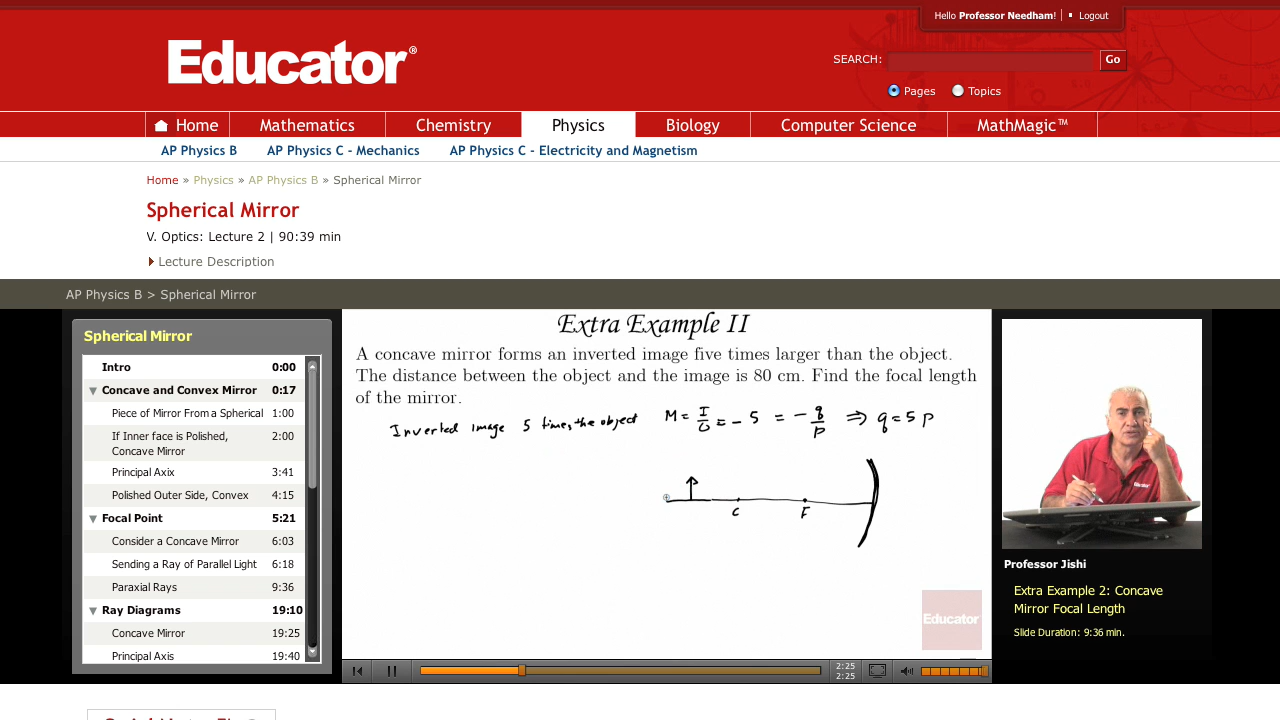 Hello Professor Needham! Logout
Educator®
SEARCH: Go
Pages Topics
Home Mathematics Chemistry Physics Biology Computer Science MathMagic™
AP Physics B AP Physics C - Mechanics AP Physics C - Electricity and Magnetism
Home » Physics » AP Physics B » Spherical Mirror
Spherical Mirror
V. Optics: Lecture 2 | 90:39 min
Lecture Description
AP Physics B > Spherical Mirror
Spherical Mirror
Intro 0:00
Concave and Convex Mirror 0:17
Piece of Mirror From a Spherical 1:00
If Inner face is Polished, 2:00
Concave Mirror
Principal Axix 3:41
Polished Outer Side, Convex 4:15
Focal Point 5:21
Consider a Concave Mirror 6:03
Sending a Ray of Parallel Light 6:18
Paraxial Rays 9:36
Ray Diagrams 19:10
Concave Mirror 19:25
Principal Axis 19:40
Extra Example II
A concave mirror forms an inverted image five times larger than the object.
The distance between the object and the image is 80 cm. Find the focal length
of the mirror.
Inverted image 5 times the object M = I/O = - 5 = - q/p ⇒ q = 5 p
C F
Educator
2:25
2:25
Professor Jishi
Extra Example 2: Concave
Mirror Focal Length
Slide Duration: 9:36 min.